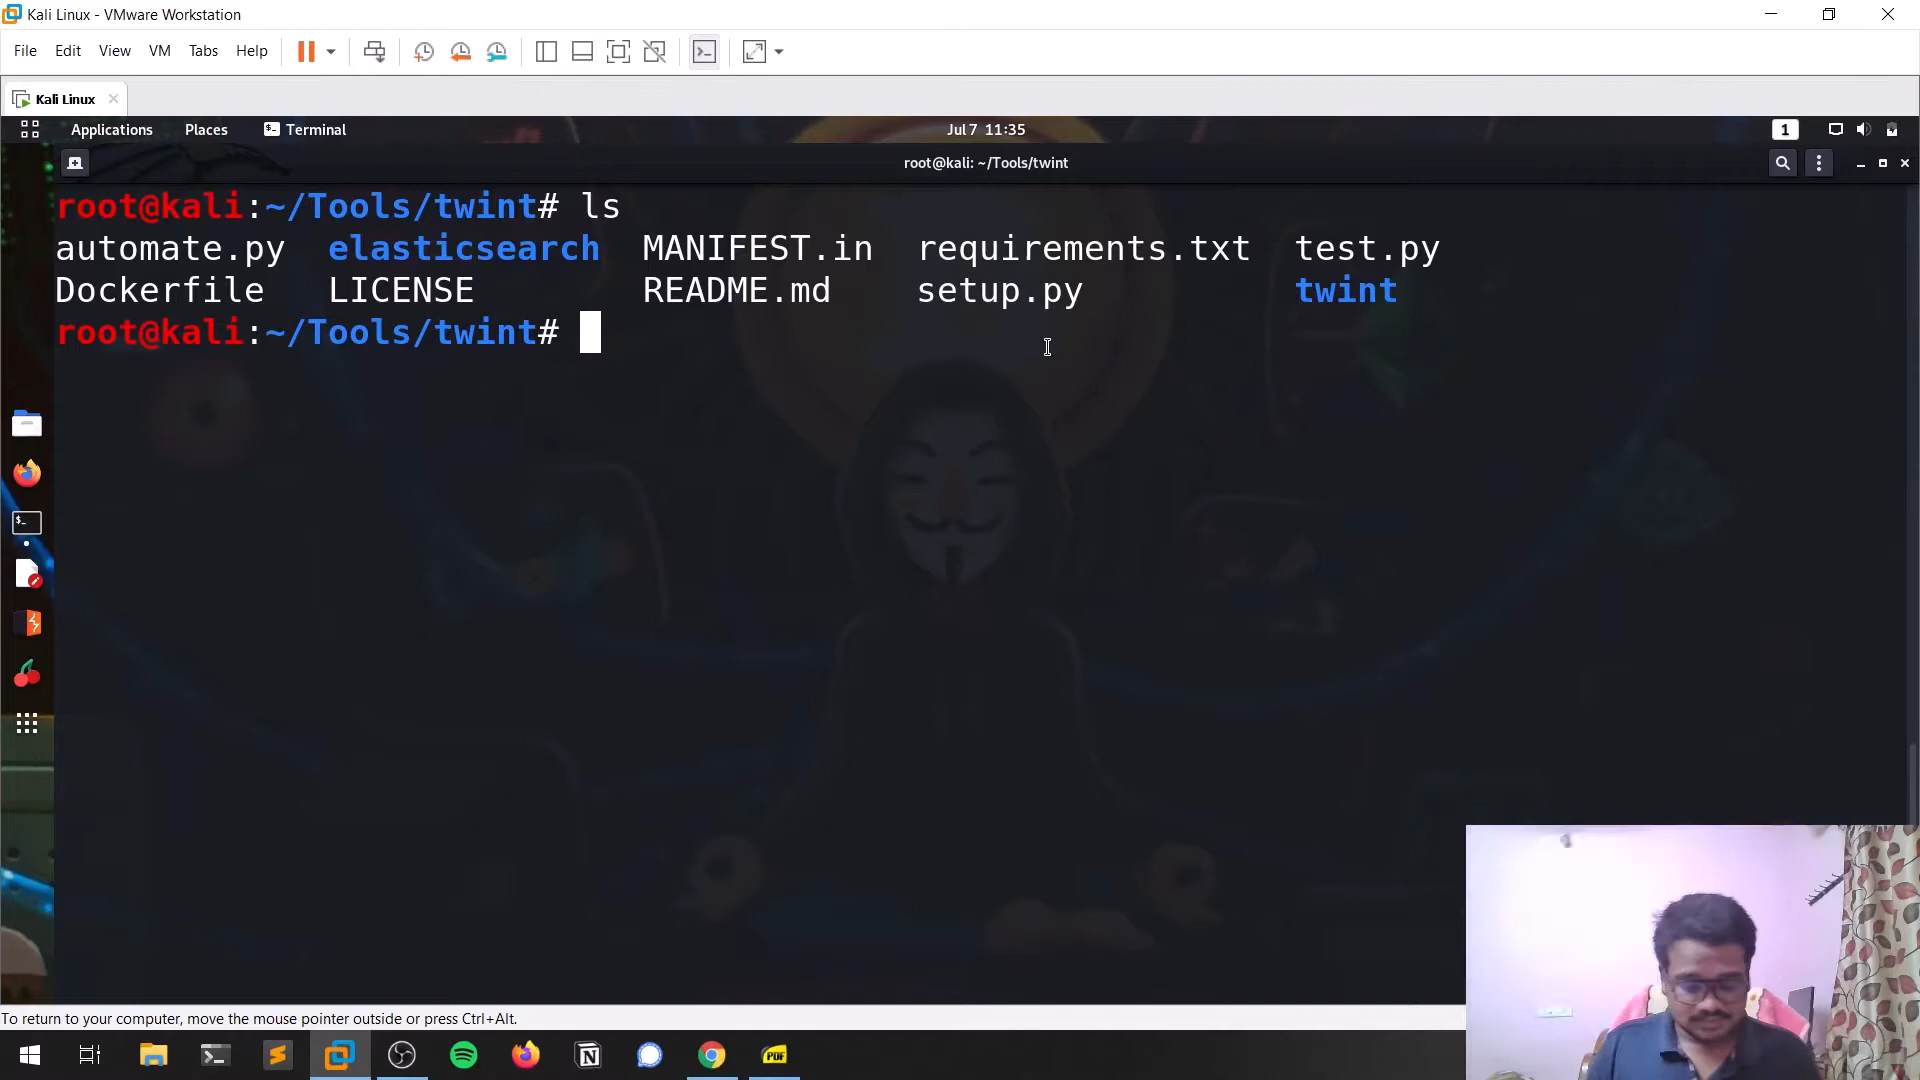 Kali Linux - VMware Workstation
File Edit View VM Tabs Help
Kali Linux
Applications Places Terminal Jul 7 11:35 1
root@kali: ~/Tools/twint
root@kali:~/Tools/twint# ls
automate.py elasticsearch MANIFEST.in requirements.txt test.py
Dockerfile LICENSE README.md setup.py twint
root@kali:~/Tools/twint#
To return to your computer, move the mouse pointer outside or press Ctrl+Alt.
PDF